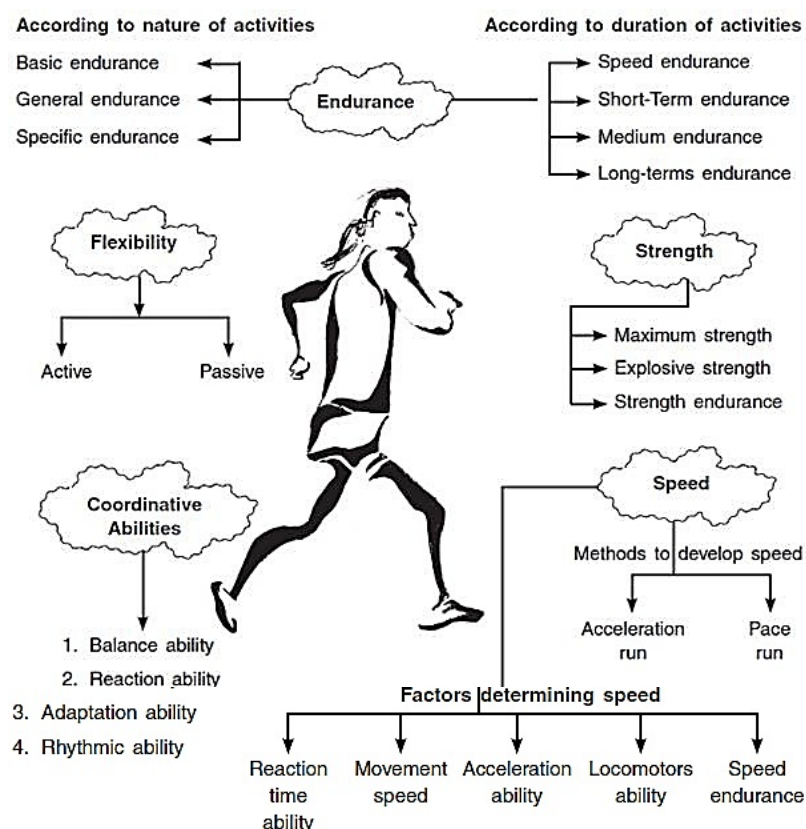 According to nature of activities
Basic endurance
General endurance
Specific endurance
Endurance
According to duration of activities
Speed endurance
Short-Term endurance
Medium endurance
Long-terms endurance
Flexibility
Active
Passive
Strength
Maximum strength
Explosive strength
Strength endurance
Coordinative
Abilities
1. Balance ability
2. Reaction ability
3. Adaptation ability
4. Rhythmic ability
Speed
Methods to develop speed
Acceleration
run
Pace
run
Factors determining speed
Reaction
time
ability
Movement
speed
Acceleration
ability
Locomotors
ability
Speed
endurance